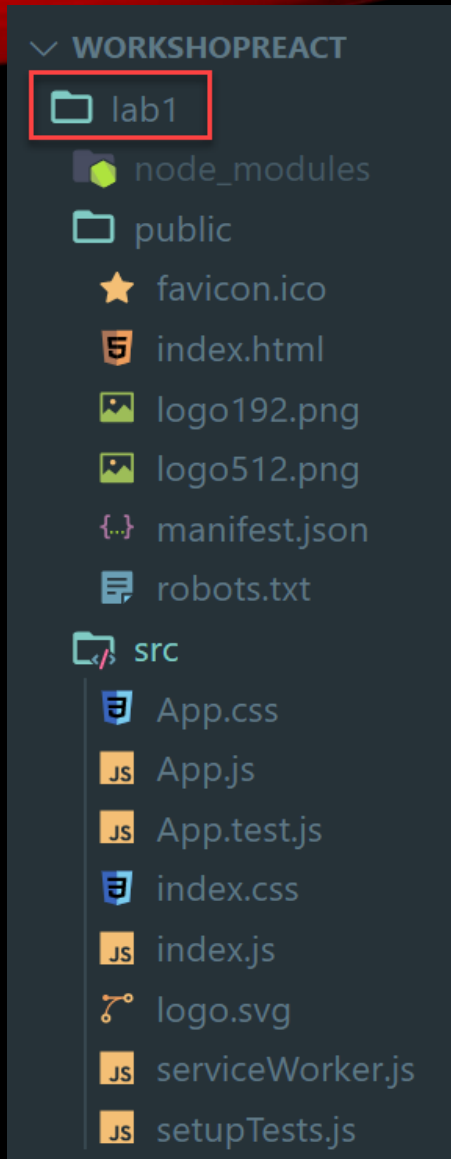 WORKSHOPREACT
lab1
node_modules
public
favicon.ico
index.html
logo192.png
logo512.png
manifest.json
robots.txt
src
App.css
App.js
App.test.js
index.css
index.js
logo.svg
serviceWorker.js
setupTests.js